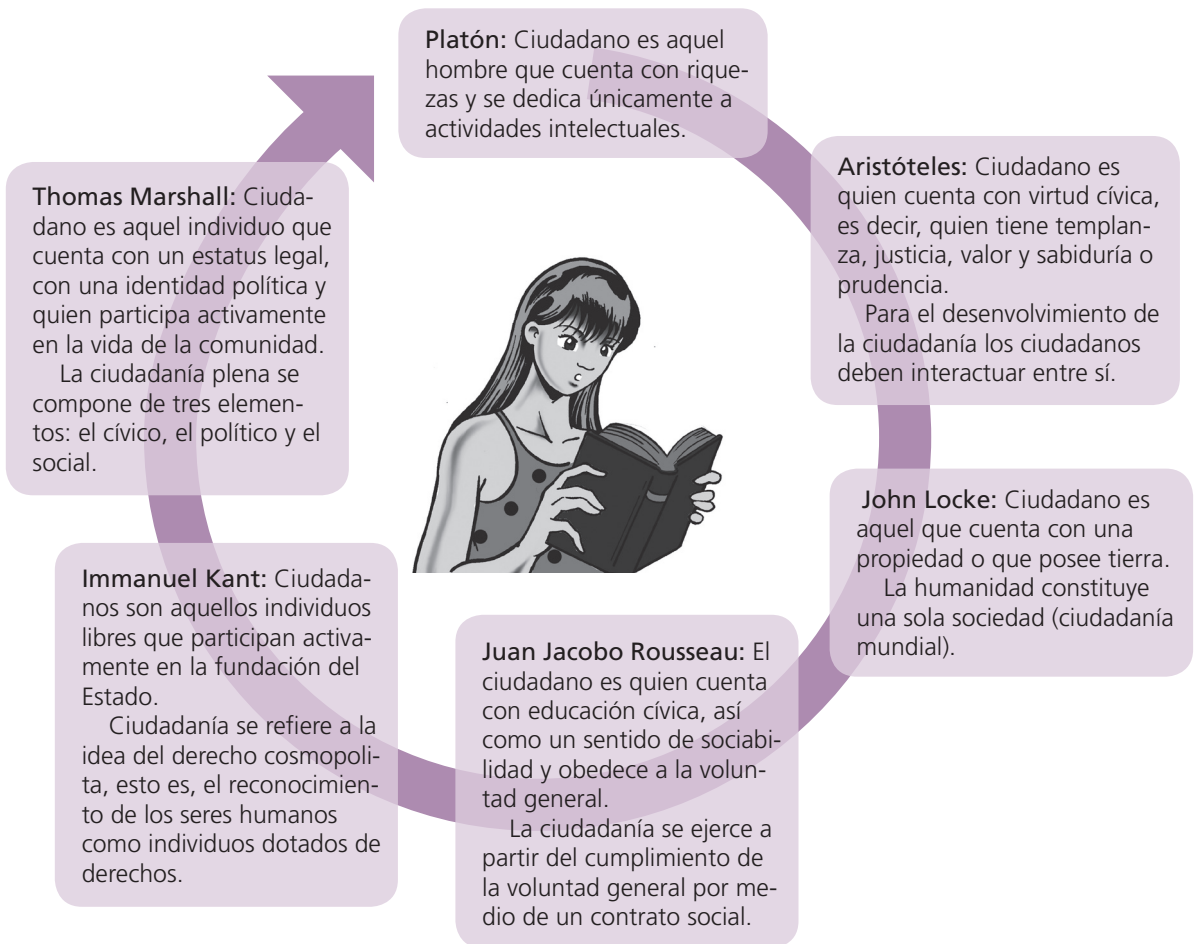 Platón: Ciudadano es aquel
hombre que cuenta con rique-
zas y se dedica únicamente a
actividades intelectuales.
Aristóteles: Ciudadano es
quien cuenta con virtud cívica,
es decir, quien tiene templan-
za, justicia, valor y sabiduría o
prudencia.
Para el desenvolvimiento de
la ciudadanía los ciudadanos
deben interactuar entre sí.
John Locke: Ciudadano es
aquel que cuenta con una
propiedad o que posee tierra.
La humanidad constituye
una sola sociedad (ciudadanía
mundial).
Juan Jacobo Rousseau: El
ciudadano es quien cuenta
con educación cívica, así
como un sentido de sociabi-
lidad y obedece a la volun-
tad general.
La ciudadanía se ejerce a
partir del cumplimiento de
la voluntad general por me-
dio de un contrato social.
Immanuel Kant: Ciudada-
nos son aquellos individuos
libres que participan activa-
mente en la fundación del
Estado.
Ciudadanía se refiere a la
idea del derecho cosmopoli-
ta, esto es, el reconocimien-
to de los seres humanos
como individuos dotados de
derechos.
Thomas Marshall: Ciuda-
dano es aquel individuo que
cuenta con un estatus legal,
con una identidad política y
quien participa activamente
en la vida de la comunidad.
La ciudadanía plena se
compone de tres elemen-
tos: el cívico, el político y el
social.